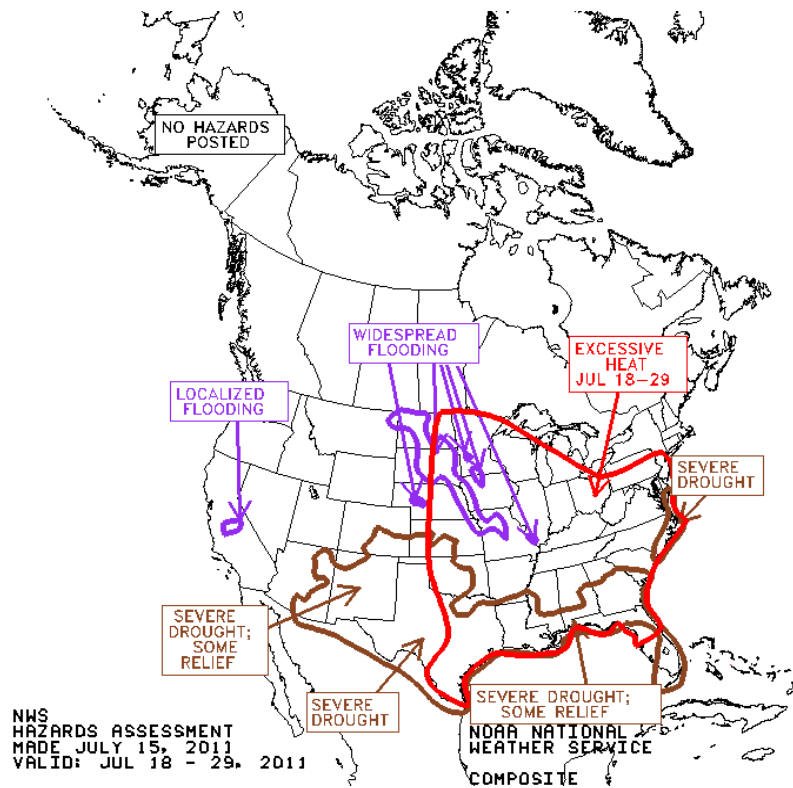 NO HAZARDS
POSTED
WIDESPREAD
FLOODING
EXCESSIVE
HEAT
JUL 18-29
LOCALIZED
FLOODING
SEVERE
DROUGHT
SEVERE
DROUGHT;
SOME
RELIEF
SEVERE
DROUGHT
SEVERE DROUGHT;
SOME RELIEF
NWS
HAZARDS ASSESSMENT
MADE JULY 15, 2011
VALID: JUL 18 - 29, 2011
NOAA NATIONAL
WEATHER SERVICE
COMPOSITE